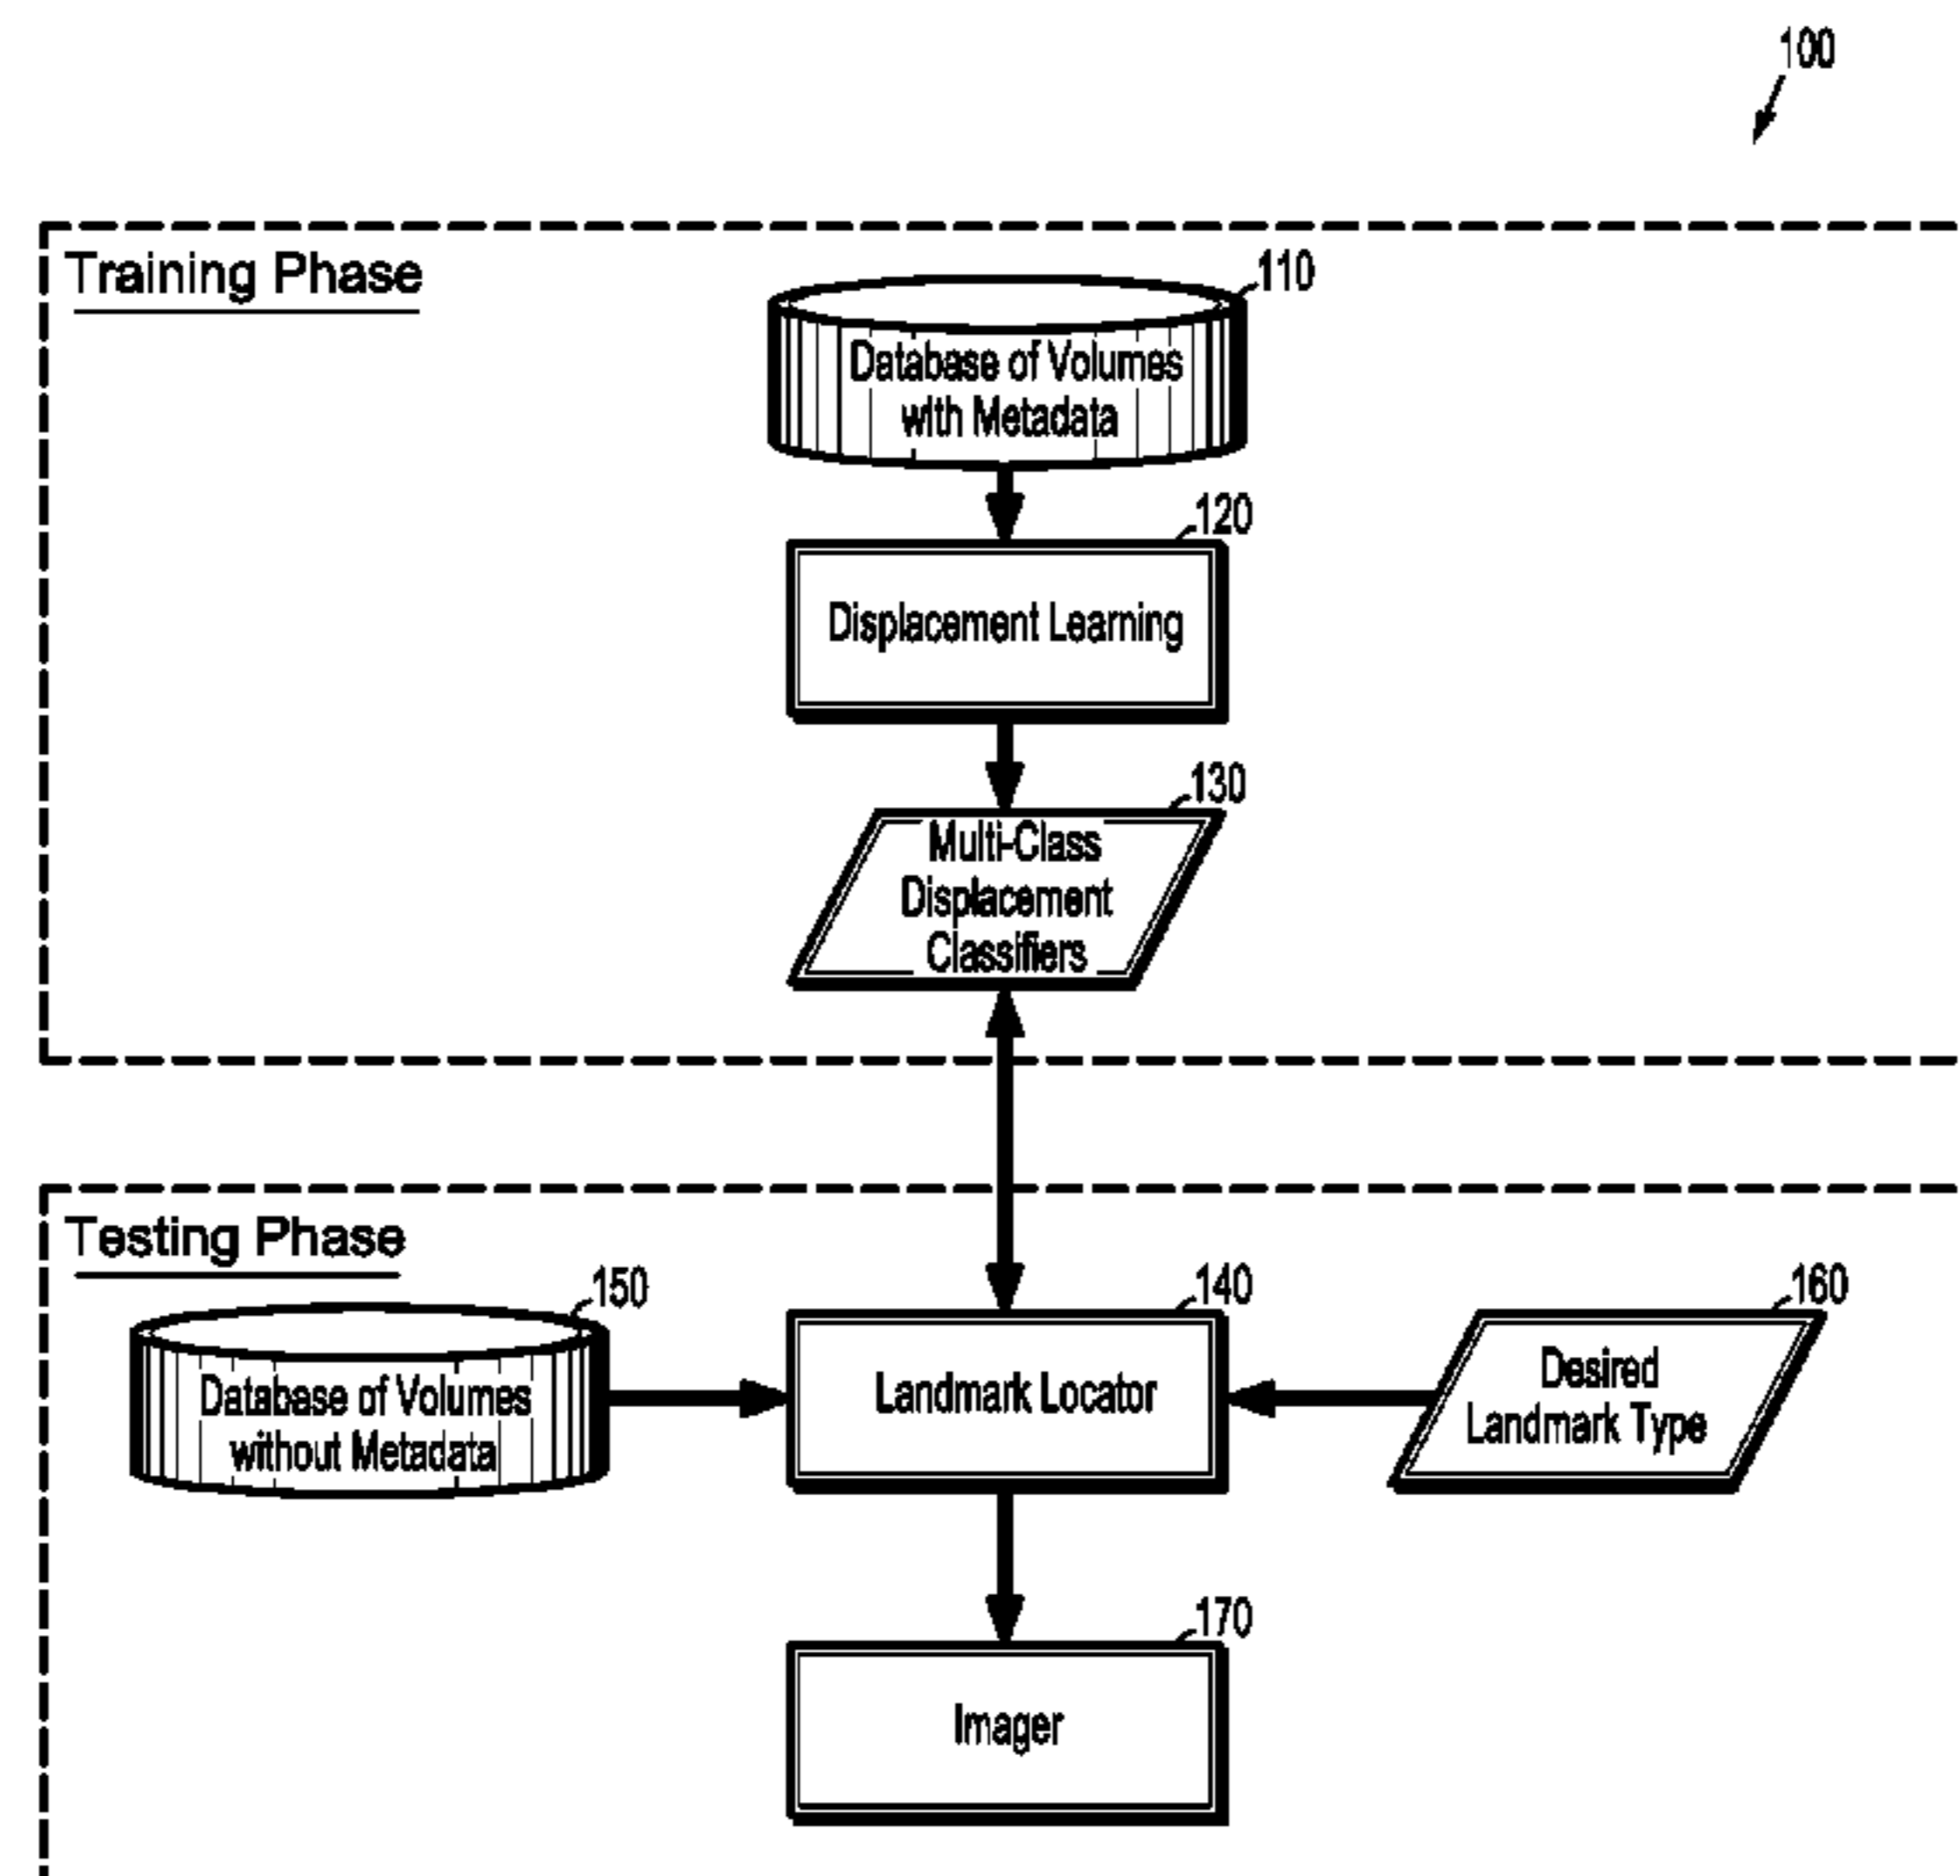 100
Training Phase
110
Database of Volumes
with Metadata
120
Displacement Learning
130
Multi-Class
Displacement
Classifiers
Testing Phase
150
Database of Volumes
without Metadata
140
Landmark Locator
160
Desired
Landmark Type
170
Imager